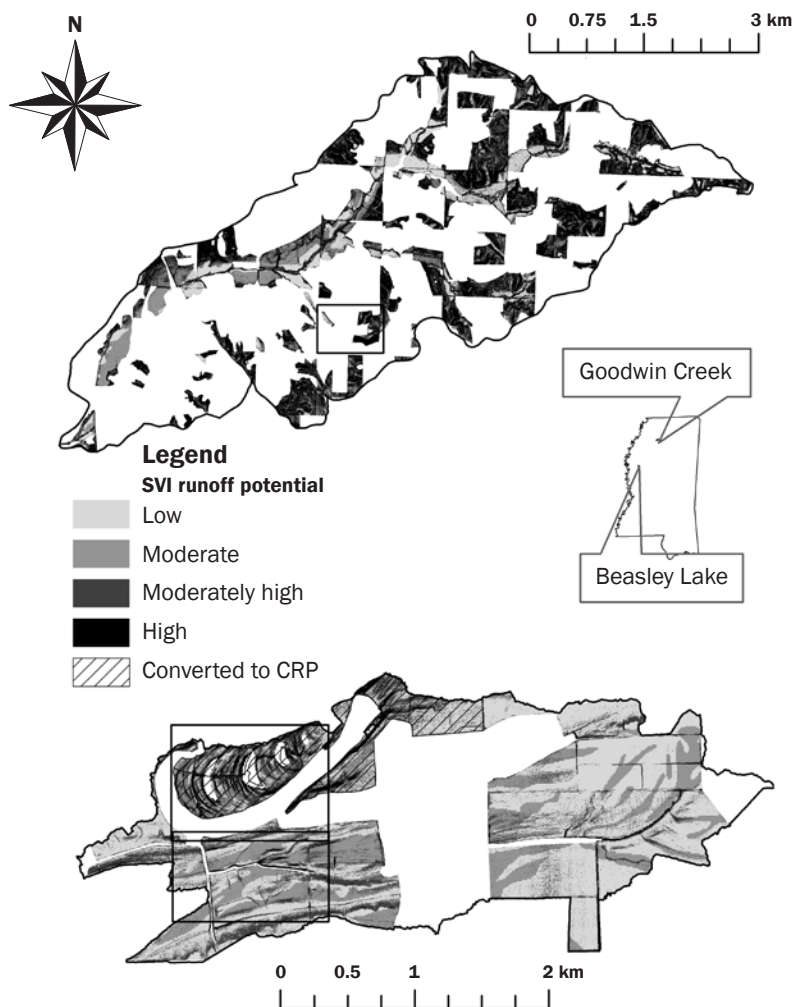 N
0 0.75 1.5 3 km
Goodwin Creek
Beasley Lake
Legend
SVI runoff potential
Low
Moderate
Moderately high
High
Converted to CRP
0 0.5 1 2 km